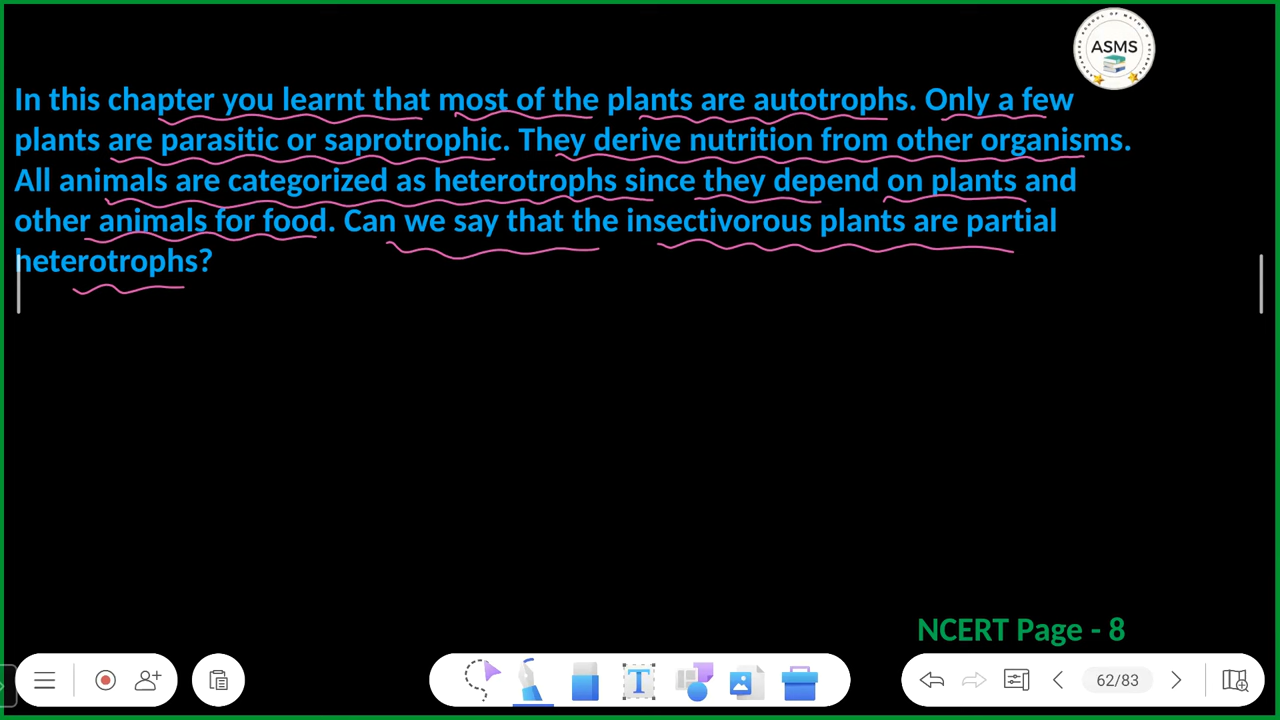 ASMS
In this chapter you learnt that most of the plants are autotrophs. Only a few
plants are parasitic or saprotrophic. They derive nutrition from other organisms.
All animals are categorized as heterotrophs since they depend on plants and
other animals for food. Can we say that the insectivorous plants are partial
heterotrophs?
NCERT Page - 8
T
62/83